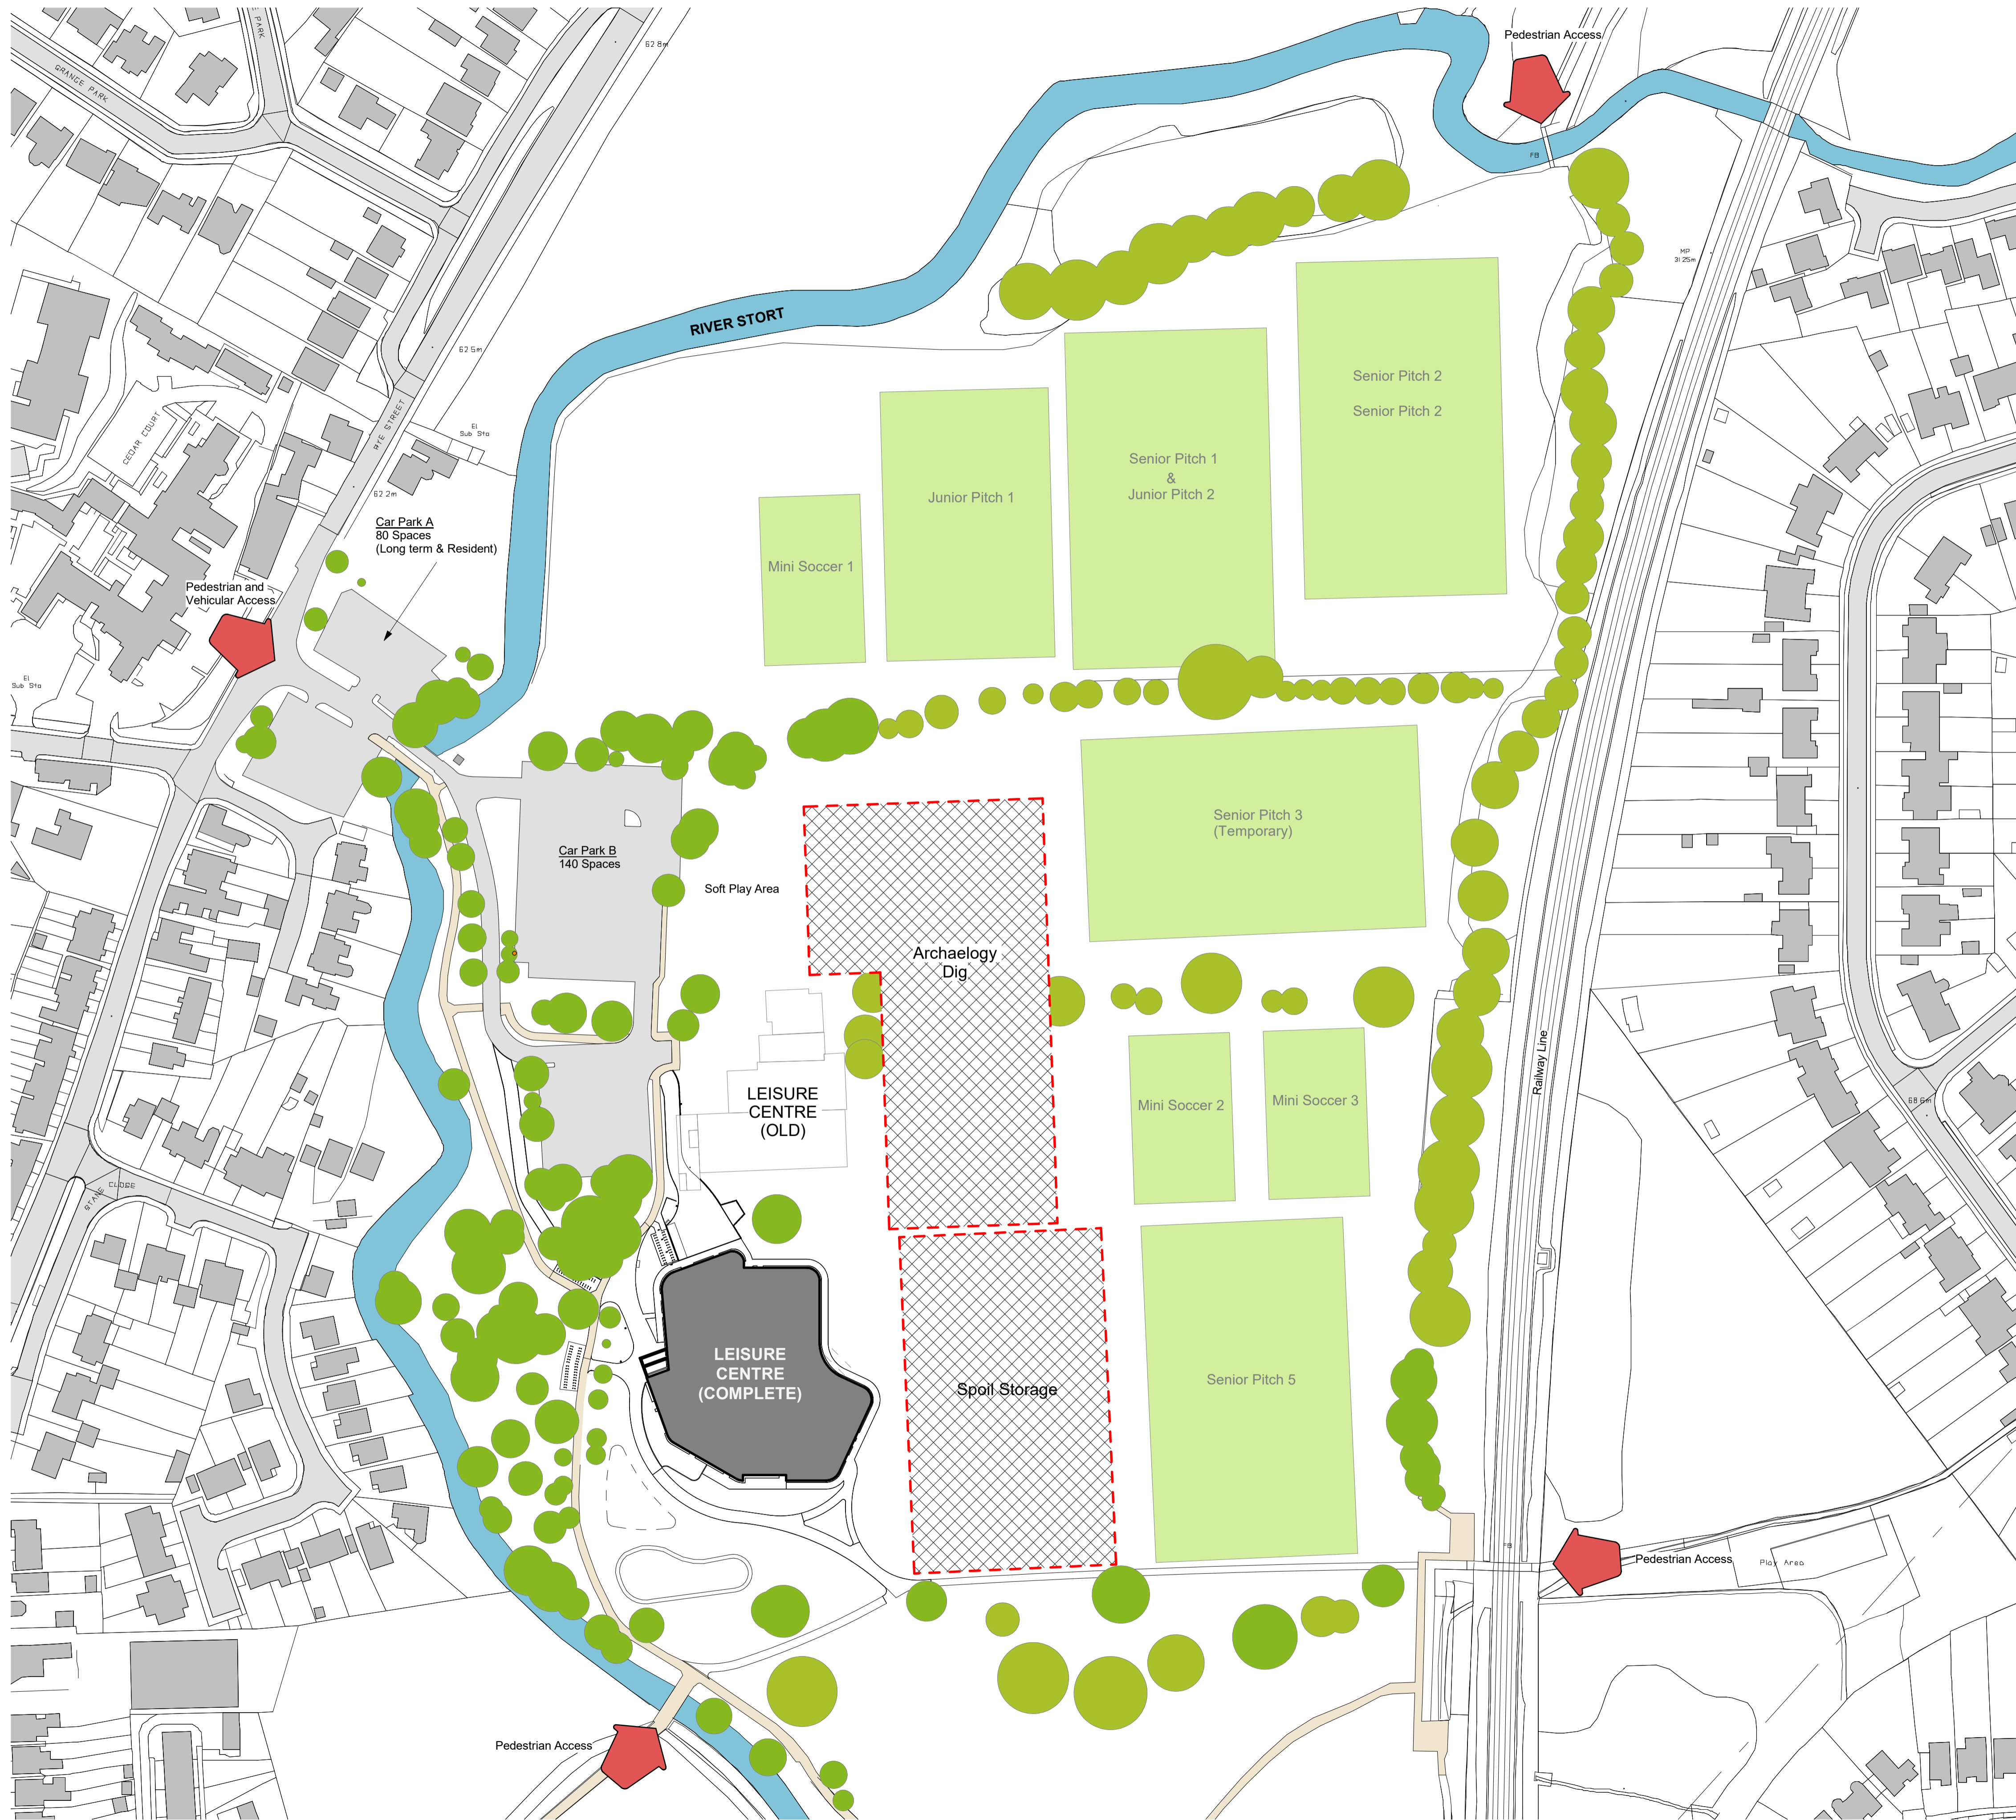 E PARK
GRANGE PARK
62 8m
Pedestrian Access
FB
MP
31.25m
RIVER STORT
62 5m
RYE STREET
El
Sub Sta
CEDAR COURT
62 2m
Car Park A
80 Spaces
(Long term & Resident)
Pedestrian and
Vehicular Access
El
Sub Sta
Senior Pitch 2
Senior Pitch 2
Senior Pitch 1
&
Junior Pitch 2
Junior Pitch 1
Mini Soccer 1
Senior Pitch 3
(Temporary)
Car Park B
140 Spaces
Soft Play Area
Archaelogy
Dig
LEISURE
CENTRE
(OLD)
Mini Soccer 2
Mini Soccer 3
Railway Line
68 6m
STANE CLOSE
LEISURE
CENTRE
(COMPLETE)
Spoil Storage
Senior Pitch 5
FB
Pedestrian Access
Play Area
Pedestrian Access